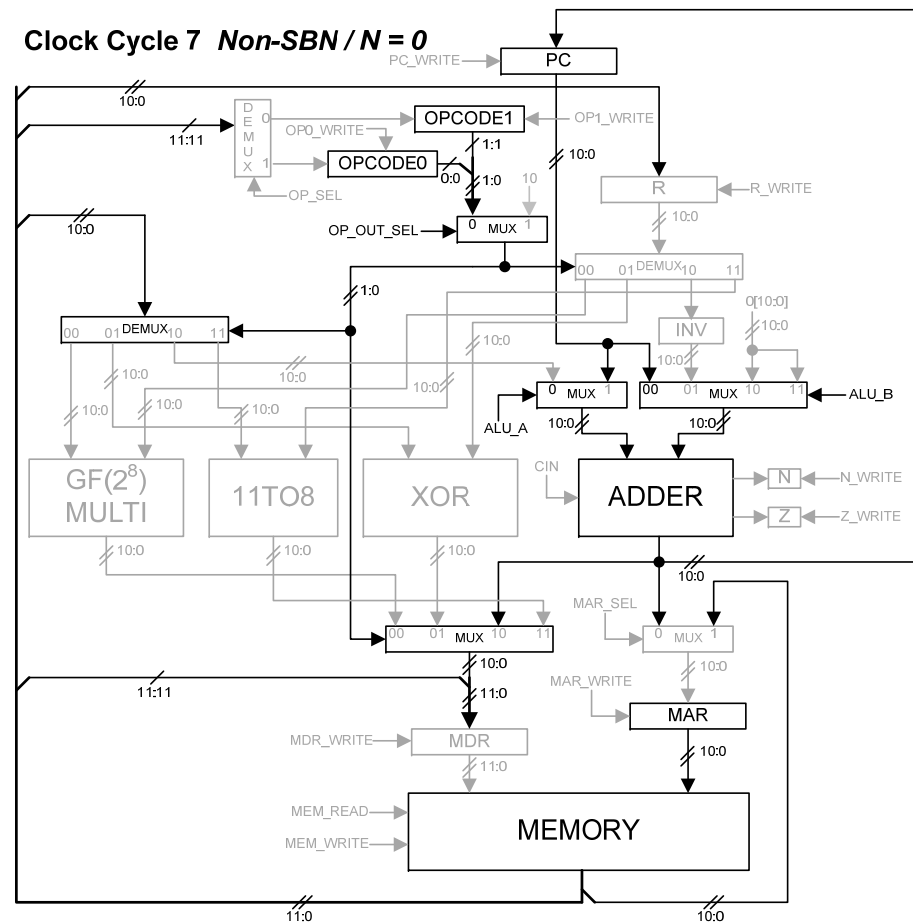 Clock Cycle 7 Non-SBN / N = 0
PC_WRITE
PC
10:0
11:11
DEMUX
0
1
OP0_WRITE
OPCODE1
OP1_WRITE
1:1
OPCODE0
0:0
1:0
OP_SEL
10
10:0
R
R_WRITE
10:0
10:0
OP_OUT_SEL
0 MUX 1
00 01 DEMUX 10 11
1:0
0[10:0]
10:0
00 01 DEMUX 10 11
INV
10:0
10:0
10:0
10:0
10:0
10:0
10:0
10:0
0 MUX 1
00 01 MUX 10 11
ALU_A
ALU_B
10:0
10:0
GF(2⁸)
MULTI
11TO8
XOR
CIN
ADDER
N
N_WRITE
Z
Z_WRITE
10:0
10:0
10:0
10:0
MAR_SEL
00 01 MUX 10 11
0 MUX 1
10:0
10:0
11:11
11:0
MAR_WRITE
MAR
MDR_WRITE
MDR
10:0
11:0
MEM_READ
MEMORY
MEM_WRITE
11:0
10:0